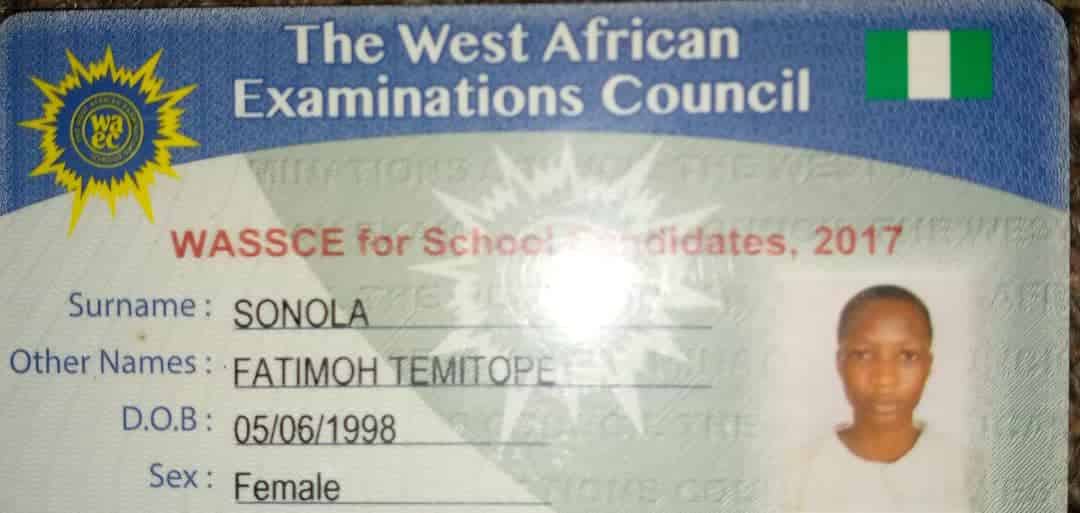 The West African
Examinations Council
waec
WASSCE for School Candidates, 2017
Surname : SONOLA
Other Names : FATIMOH TEMITOPE
D.O.B : 05/06/1998
Sex : Female